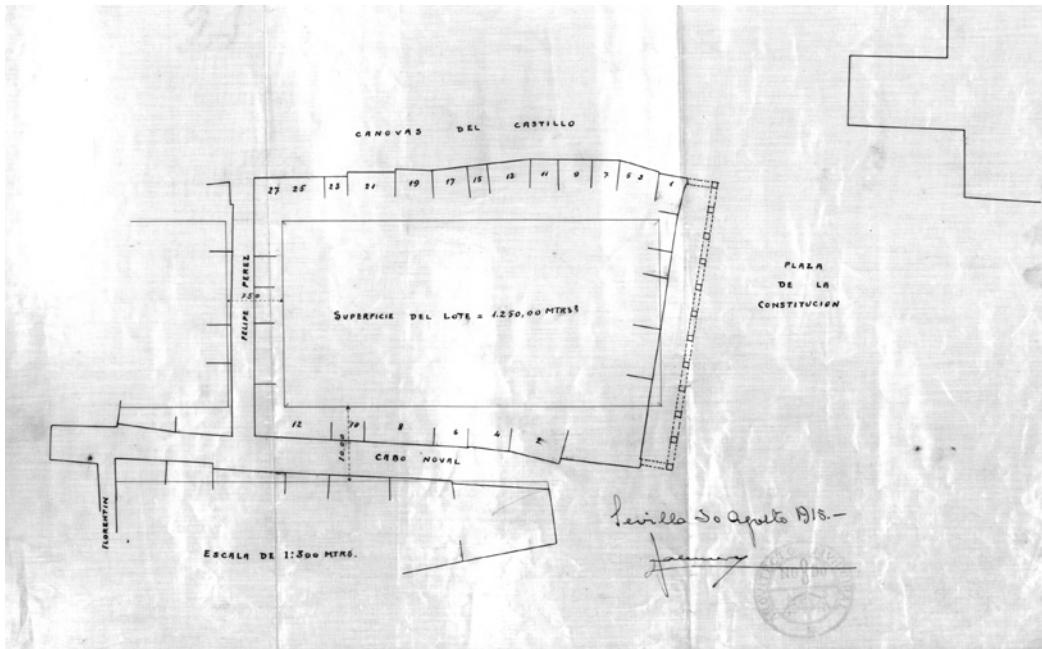 CANOVAS DEL CASTILLO
27 25 23 21 19 17 15 13 11 9 7 5 3 1
FELIPE PEREZ
7.50
SUPERFICIE DEL LOTE = 1.250,00 MTRS²
PLAZA
DE LA
CONSTITUCION
12 10 8 6 4 2
10.00
CABO NOVAL
FLORENTIN
ESCALA DE 1:300 MTRS.
Sevilla 30 Agosto 1918.-